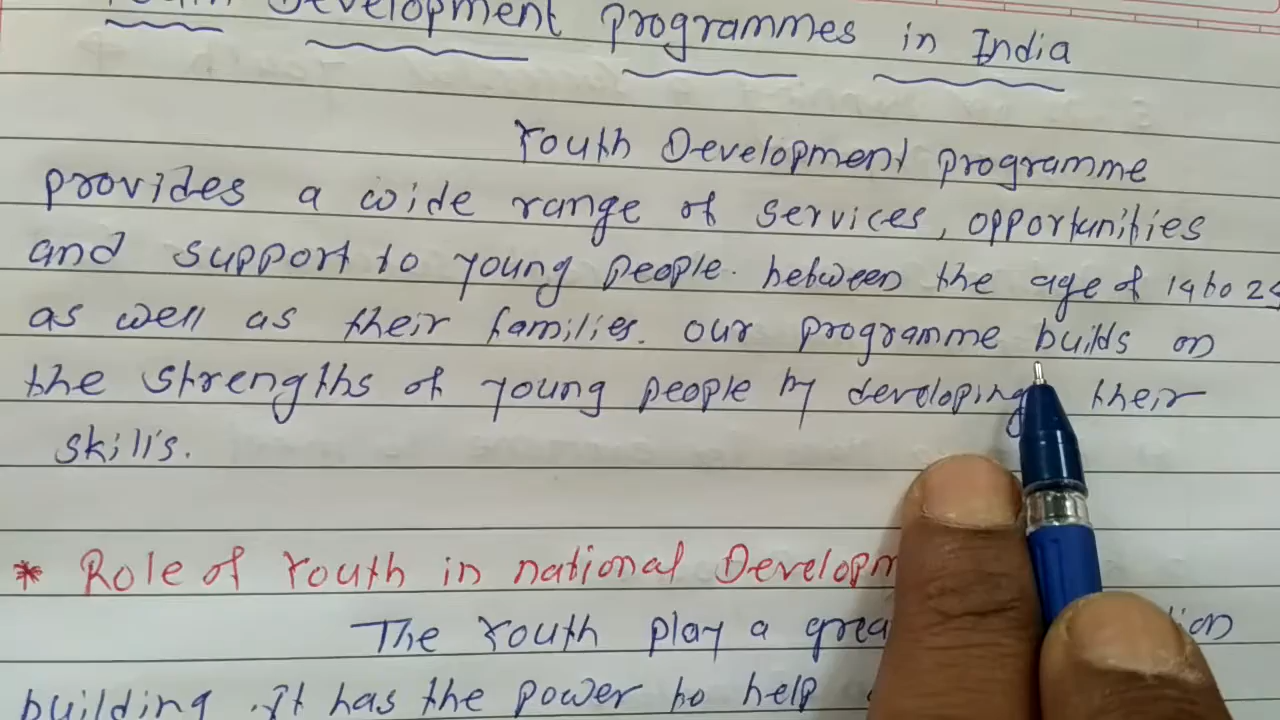 Development programmes in India
Youth Development programme
provides a wide range of services, opportunities
and support to young people. between the age of 14 to 25
as well as their families. our programme builds on
the strengths of young people by developing their
skills.
* Role of Youth in national
The Youth play a
building. It has the power to help